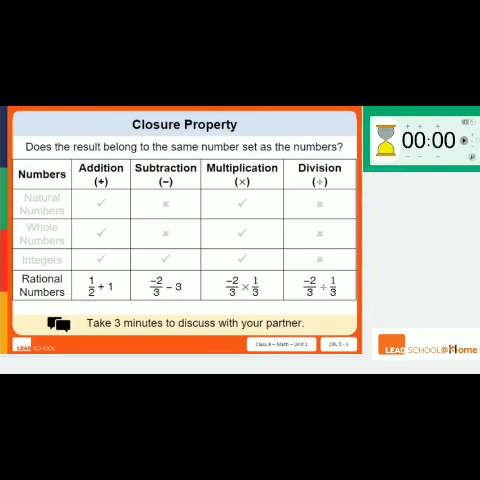 Closure Property
Does the result belong to the same number set as the numbers?
Numbers Addition (+) Subtraction (−) Multiplication (×) Division (÷)
Natural Numbers ✓ × ✓ ×
Whole Numbers ✓ × ✓ ×
Integers ✓ ✓ ✓ ×
Rational Numbers 1/2 + 1 -2/3 − 3 -2/3 × 1/3 -2/3 ÷ 1/3
Take 3 minutes to discuss with your partner.
LEAD SCHOOL
Class 8 – Math – Unit 1
CRL 5 - 5
00:00
LEAD SCHOOL@Home